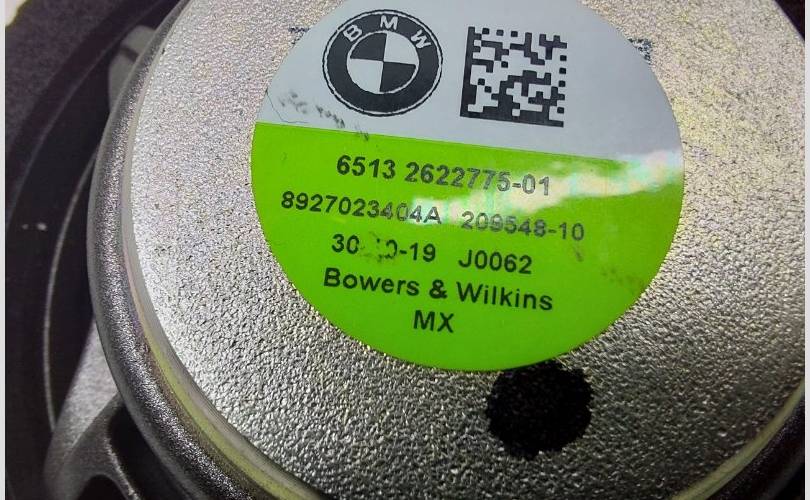 BMW
6513 2622775-01
8927023404A 209548-10
J0062
Bowers & Wilkins
MX